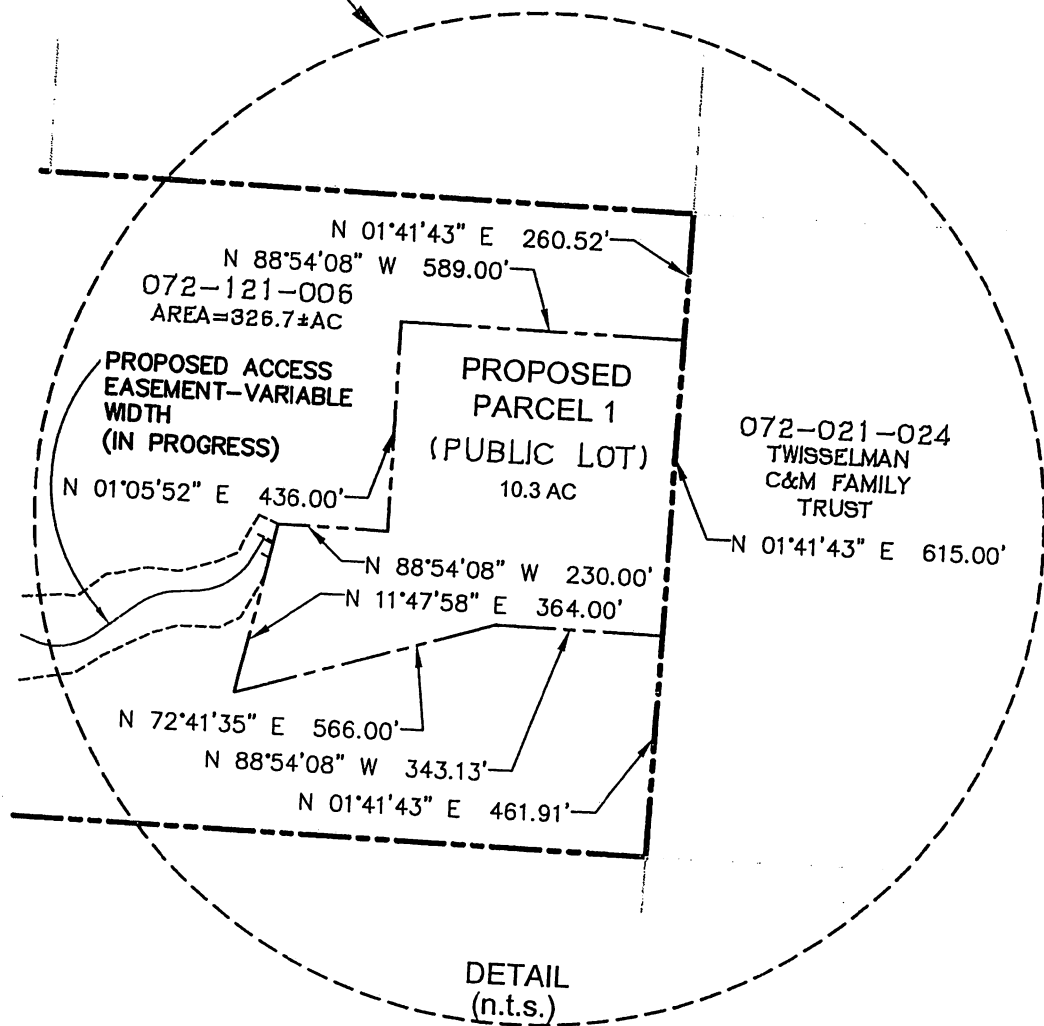 N 01°41'43" E 260.52'
N 88°54'08" W 589.00'
072-121-006
AREA=326.7±AC
PROPOSED ACCESS
EASEMENT-VARIABLE
WIDTH
(IN PROGRESS)
N 01°05'52" E 436.00'
PROPOSED
PARCEL 1
(PUBLIC LOT)
10.3 AC
072-021-024
TWISSELMAN
C&M FAMILY
TRUST
N 01°41'43" E 615.00'
N 88°54'08" W 230.00'
N 11°47'58" E 364.00'
N 72°41'35" E 566.00'
N 88°54'08" W 343.13'
N 01°41'43" E 461.91'
DETAIL
(n.t.s.)